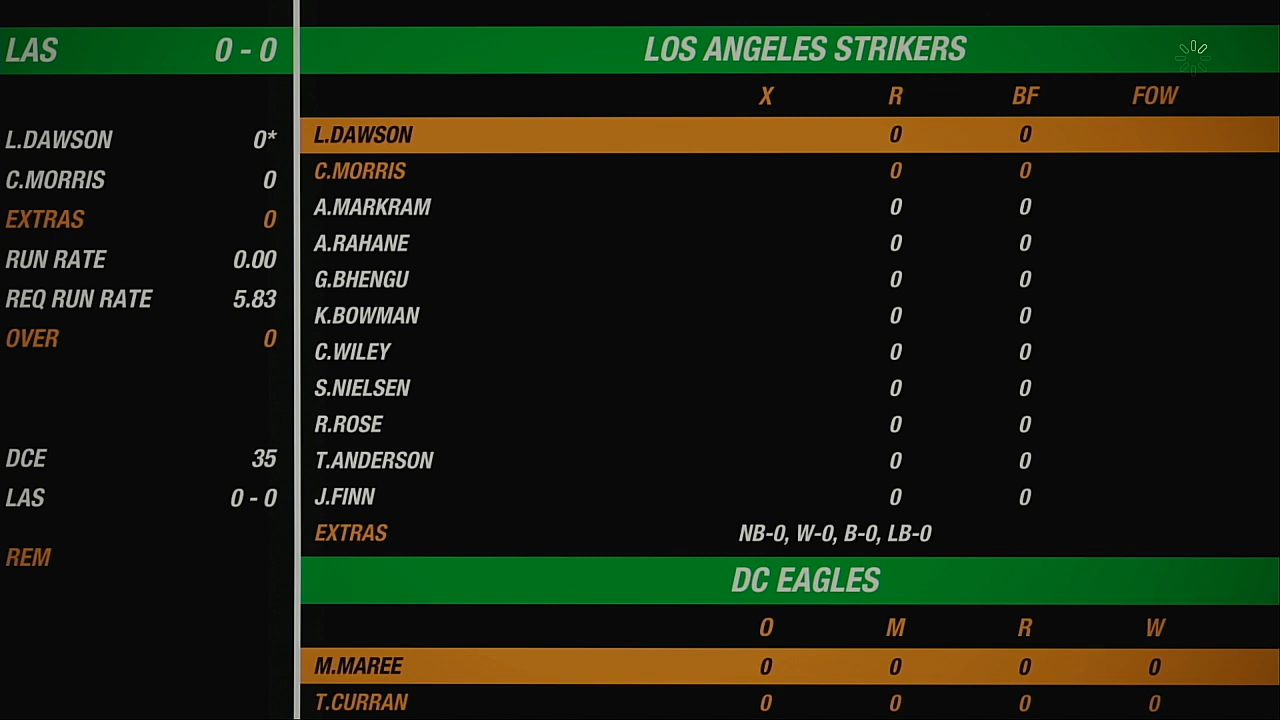 LAS 0 - 0
L.DAWSON 0*
C.MORRIS 0
EXTRAS 0
RUN RATE 0.00
REQ RUN RATE 5.83
OVER 0
DCE 35
LAS 0 - 0
REM
LOS ANGELES STRIKERS
X R BF FOW
L.DAWSON 0 0
C.MORRIS 0 0
A.MARKRAM 0 0
A.RAHANE 0 0
G.BHENGU 0 0
K.BOWMAN 0 0
C.WILEY 0 0
S.NIELSEN 0 0
R.ROSE 0 0
T.ANDERSON 0 0
J.FINN 0 0
EXTRAS NB-0, W-0, B-0, LB-0
DC EAGLES
O M R W
M.MAREE 0 0 0 0
T.CURRAN 0 0 0 0